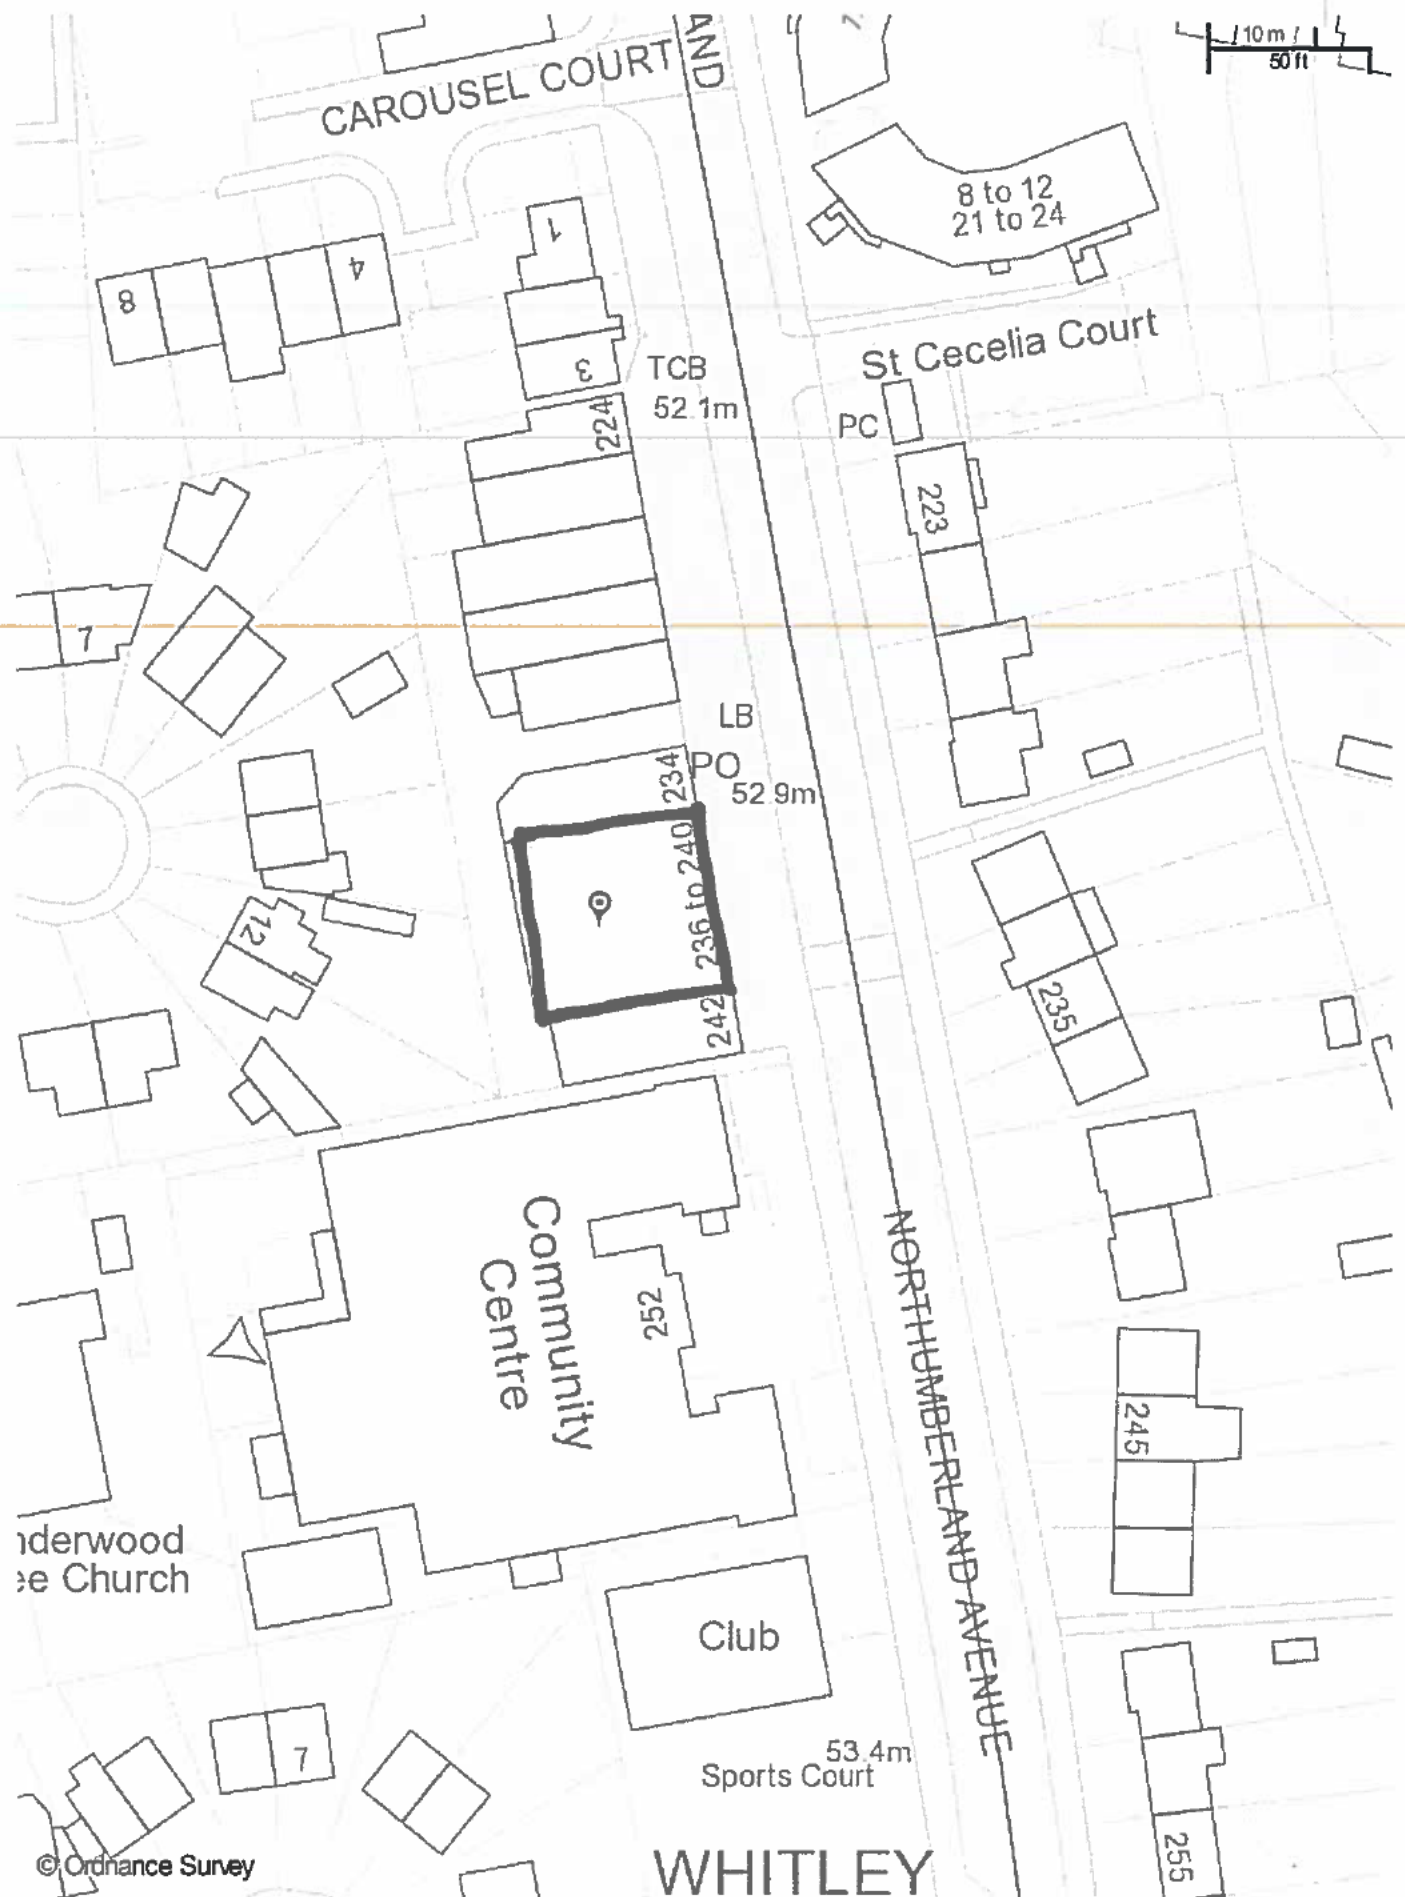 AND
10 m
50 ft
CAROUSEL COURT
8 to 12
21 to 24
1
4
8
3
TCB
52.1m
St Cecelia Court
224
PC
223
7
LB
PO
234
52.9m
236 to 240
12
242
235
Community
Centre
252
NORTHUMBERLAND AVENUE
245
nderwood
ee Church
Club
7
53.4m
Sports Court
255
© Ordnance Survey
WHITLEY